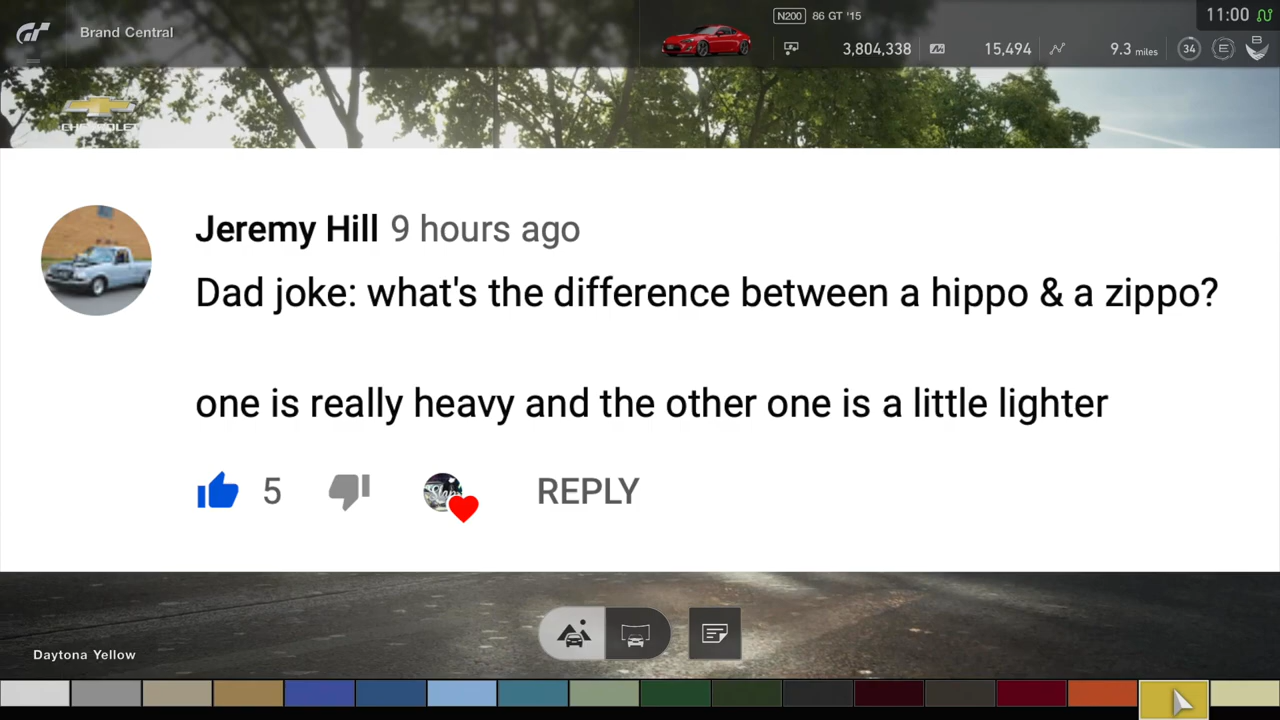 Brand Central
N200 86 GT '15
11:00
3,804,338
15,494
9.3 miles
34
E
B
CHEVROLET
Jeremy Hill 9 hours ago
Dad joke: what's the difference between a hippo & a zippo?
one is really heavy and the other one is a little lighter
5
REPLY
Daytona Yellow